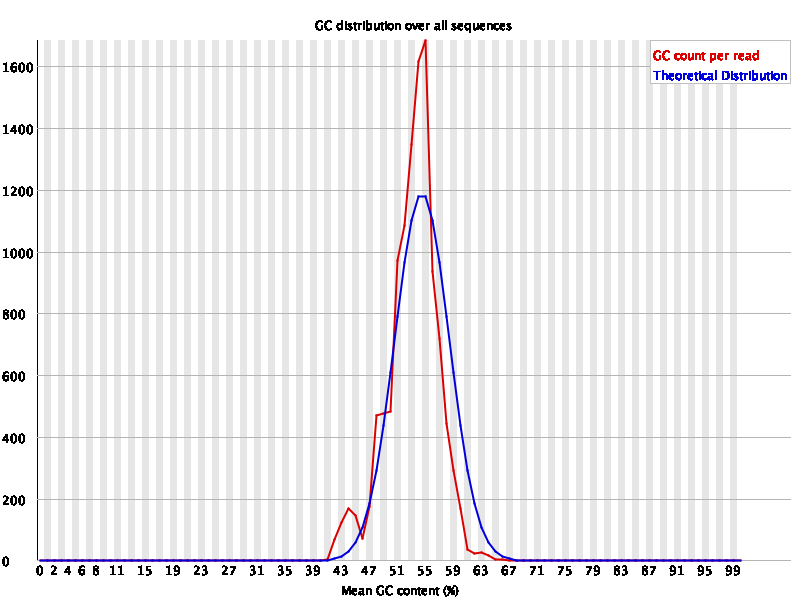 GC distribution over all sequences
GC count per read
Theoretical Distribution
1600
1400
1200
1000
800
600
400
200
0
0 2 4 6 8 11 15 19 23 27 31 35 39 43 47 51 55 59 63 67 71 75 79 83 87 91 95 99
Mean GC content (%)